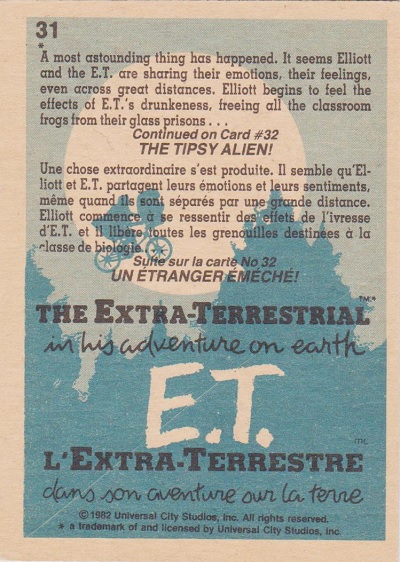 31
*
A most astounding thing has happened. It seems Elliott
and the E.T. are sharing their emotions, their feelings,
even across great distances. Elliott begins to feel the
effects of E.T.'s drunkeness, freeing all the classroom
frogs from their glass prisons . . .
Continued on Card #32
THE TIPSY ALIEN!
Une chose extraordinaire s'est produite. Il semble qu'El-
liott et E.T. partagent leurs émotions et leurs sentiments,
même quand ils sont séparés par une grande distance.
Elliott commence à se ressentir des effets de l'ivresse
d'E.T. et il libère toutes les grenouilles destinées à la
classe de biologie . . .
Suite sur la carte No 32
UN ÉTRANGER ÉMÉCHÉ!
THE EXTRA-TERRESTRIAL ™*
in his adventure on earth
E.T.
L'EXTRA-TERRESTRE
dans son aventure sur la terre
©1982 Universal City Studios, Inc. All rights reserved.
* a trademark of and licensed by Universal City Studios, Inc.